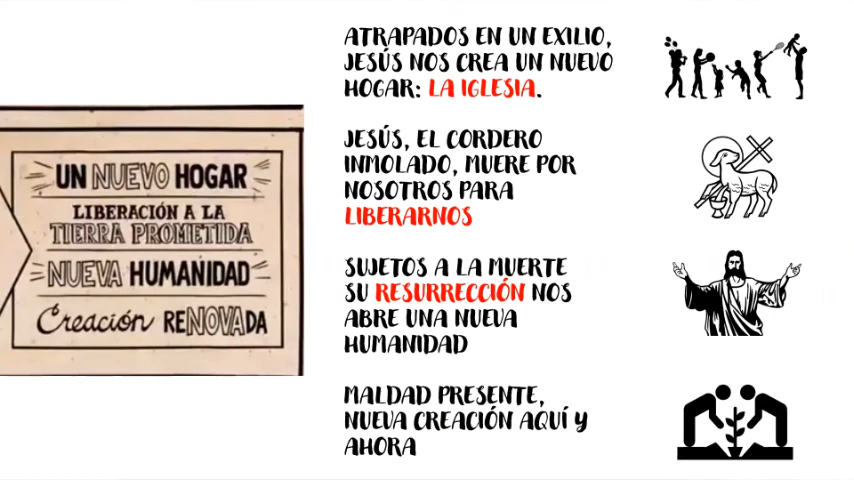 UN NUEVO HOGAR
LIBERACIÓN A LA
TIERRA PROMETIDA
NUEVA HUMANIDAD
Creación RENOVADA
ATRAPADOS EN UN EXILIO,
JESÚS NOS CREA UN NUEVO
HOGAR: LA IGLESIA.
JESÚS, EL CORDERO
INMOLADO, MUERE POR
NOSOTROS PARA
LIBERARNOS
SUJETOS A LA MUERTE
SU RESURRECCIÓN NOS
ABRE UNA NUEVA
HUMANIDAD
MALDAD PRESENTE,
NUEVA CREACIÓN AQUÍ Y
AHORA